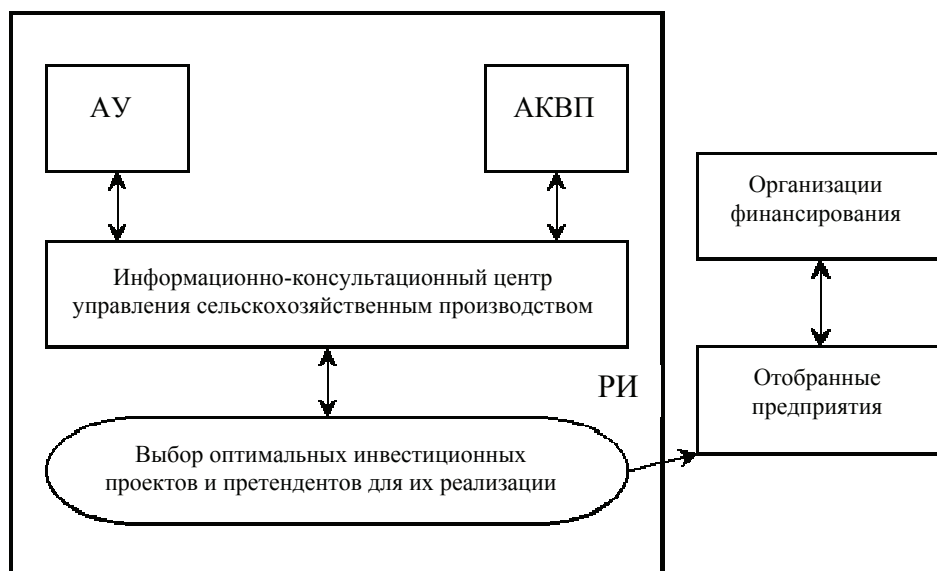 АУ
АКВП
Организации
финансирования
Информационно-консультационный центр
управления сельскохозяйственным производством
РИ
Отобранные
предприятия
Выбор оптимальных инвестиционных
проектов и претендентов для их реализации